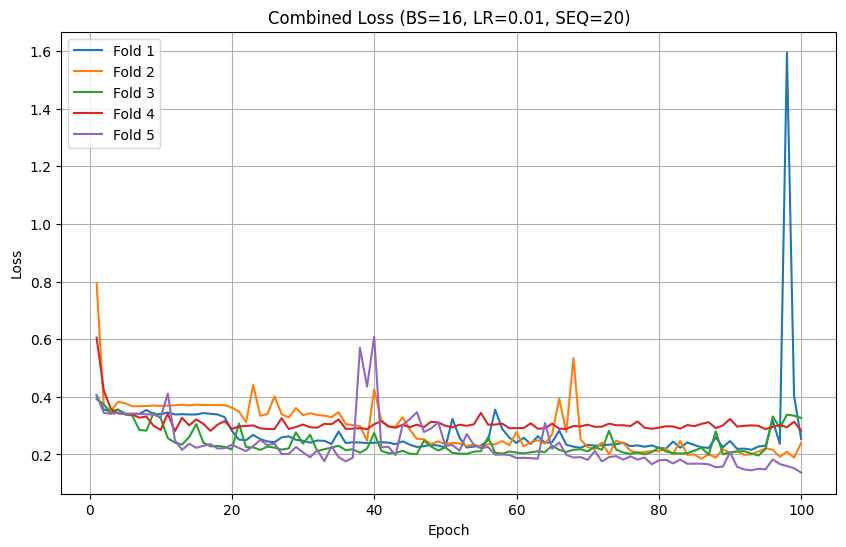 Combined Loss (BS=16, LR=0.01, SEQ=20)
Fold 1
Fold 2
Fold 3
Fold 4
Fold 5
Loss
1.6
1.4
1.2
1.0
0.8
0.6
0.4
0.2
0
20
40
60
80
100
Epoch